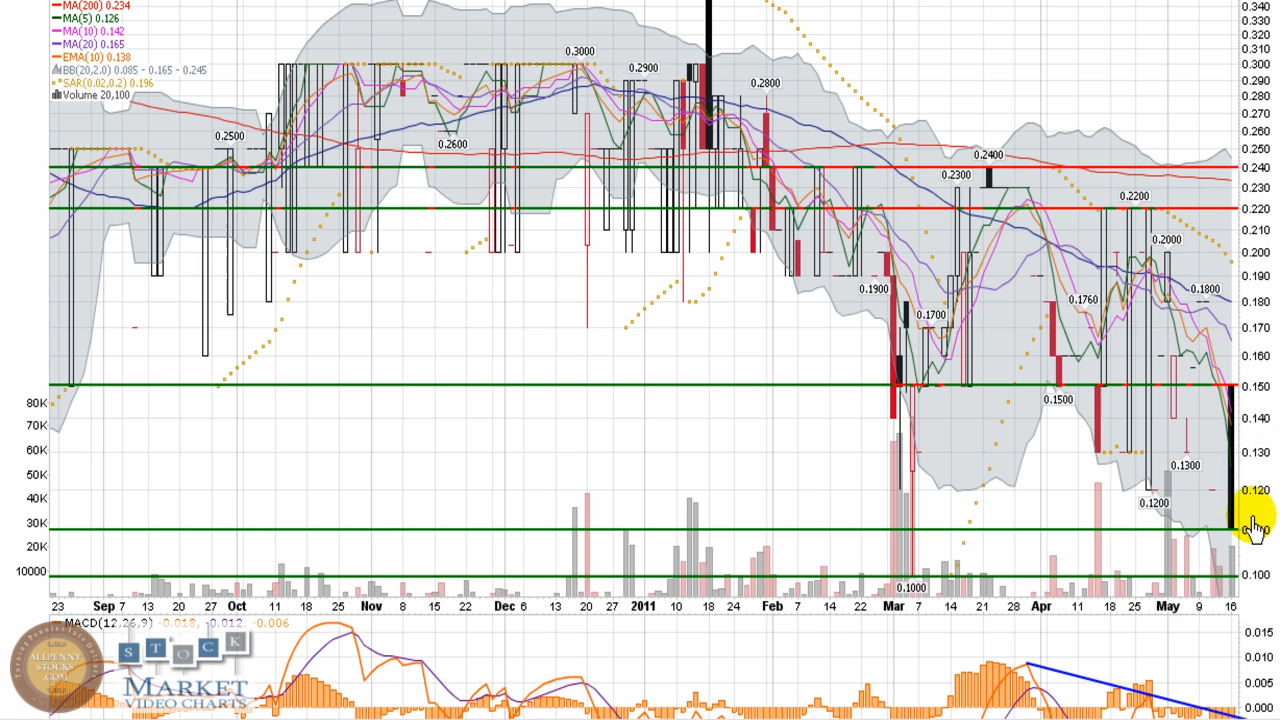 MA(200) 0.234
MA(5) 0.126
MA(10) 0.142
MA(20) 0.165
EMA(10) 0.138
BB(20,2.0) 0.085 - 0.165 - 0.245
SAR(0.02,0.2) 0.196
Volume 20,100
0.2500
0.2600
0.3000
0.2900
0.2800
0.1900
0.1700
0.1000
0.2300
0.2400
0.1500
0.1760
0.2200
0.2000
0.1200
0.1300
0.1800
0.340
0.330
0.320
0.310
0.300
0.290
0.280
0.270
0.260
0.250
0.240
0.230
0.220
0.210
0.200
0.190
0.180
0.170
0.160
0.150
0.140
0.130
0.120
0.100
80K
70K
60K
50K
40K
30K
20K
10000
23 Sep 7 13 20 27 Oct 11 18 25 Nov 8 15 22 Dec 6 13 20 27 2011 10 18 24 Feb 7 14 22 Mar 7 14 21 28 Apr 11 18 25 May 9 16
MACD(12,26,9) -0.018, -0.012, -0.006
0.015
0.010
0.005
0.000
ALLPENNY
STOCKS
.COM
STOCK
MARKET
VIDEO CHARTS